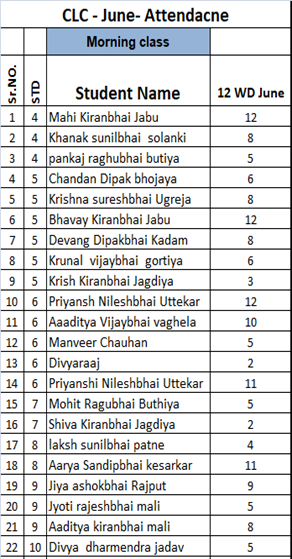 CLC - June- Attendacne
Morning class
Sr.NO. STD Student Name 12 WD June
1 4 Mahi Kiranbhai Jabu 12
2 4 Khanak sunilbhai solanki 8
3 4 pankaj raghubhai butiya 5
4 5 Chandan Dipak bhojaya 6
5 5 Krishna sureshbhai Ugreja 8
6 5 Bhavay Kiranbhai Jabu 12
7 5 Devang Dipakbhai Kadam 8
8 5 Krunal vijaybhai gortiya 6
9 5 Krish Kiranbhai Jagdiya 3
10 6 Priyansh Nileshbhai Uttekar 12
11 6 Aaaditya Vijaybhai vaghela 10
12 6 Manveer Chauhan 5
13 6 Divyaraaj 2
14 6 Priyanshi Nileshbhai Uttekar 11
15 7 Mohit Ragubhai Buthiya 5
16 7 Shiva Kiranbhai Jagdiya 2
17 8 laksh sunilbhai patne 4
18 8 Aarya Sandipbhai kesarkar 11
19 9 Jiya ashokbhai Rajput 9
20 9 Jyoti rajeshbhai mali 5
21 9 Aaditya kiranbhai mali 8
22 10 Divya dharmendra jadav 5